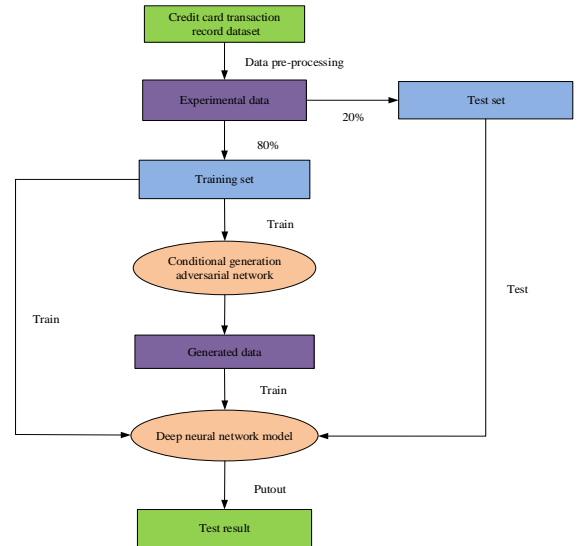 Credit card transaction
record dataset
Data pre-processing
Experimental data
20%
Test set
80%
Training set
Train
Conditional generation
adversarial network
Test
Train
Generated data
Train
Deep neural network model
Putout
Test result